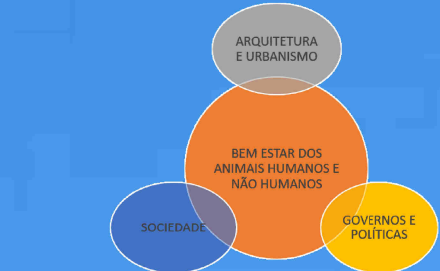 ARQUITETURA
E URBANISMO
BEM ESTAR DOS
ANIMAIS HUMANOS E
NÃO HUMANOS
SOCIEDADE
GOVERNOS E
POLÍTICAS